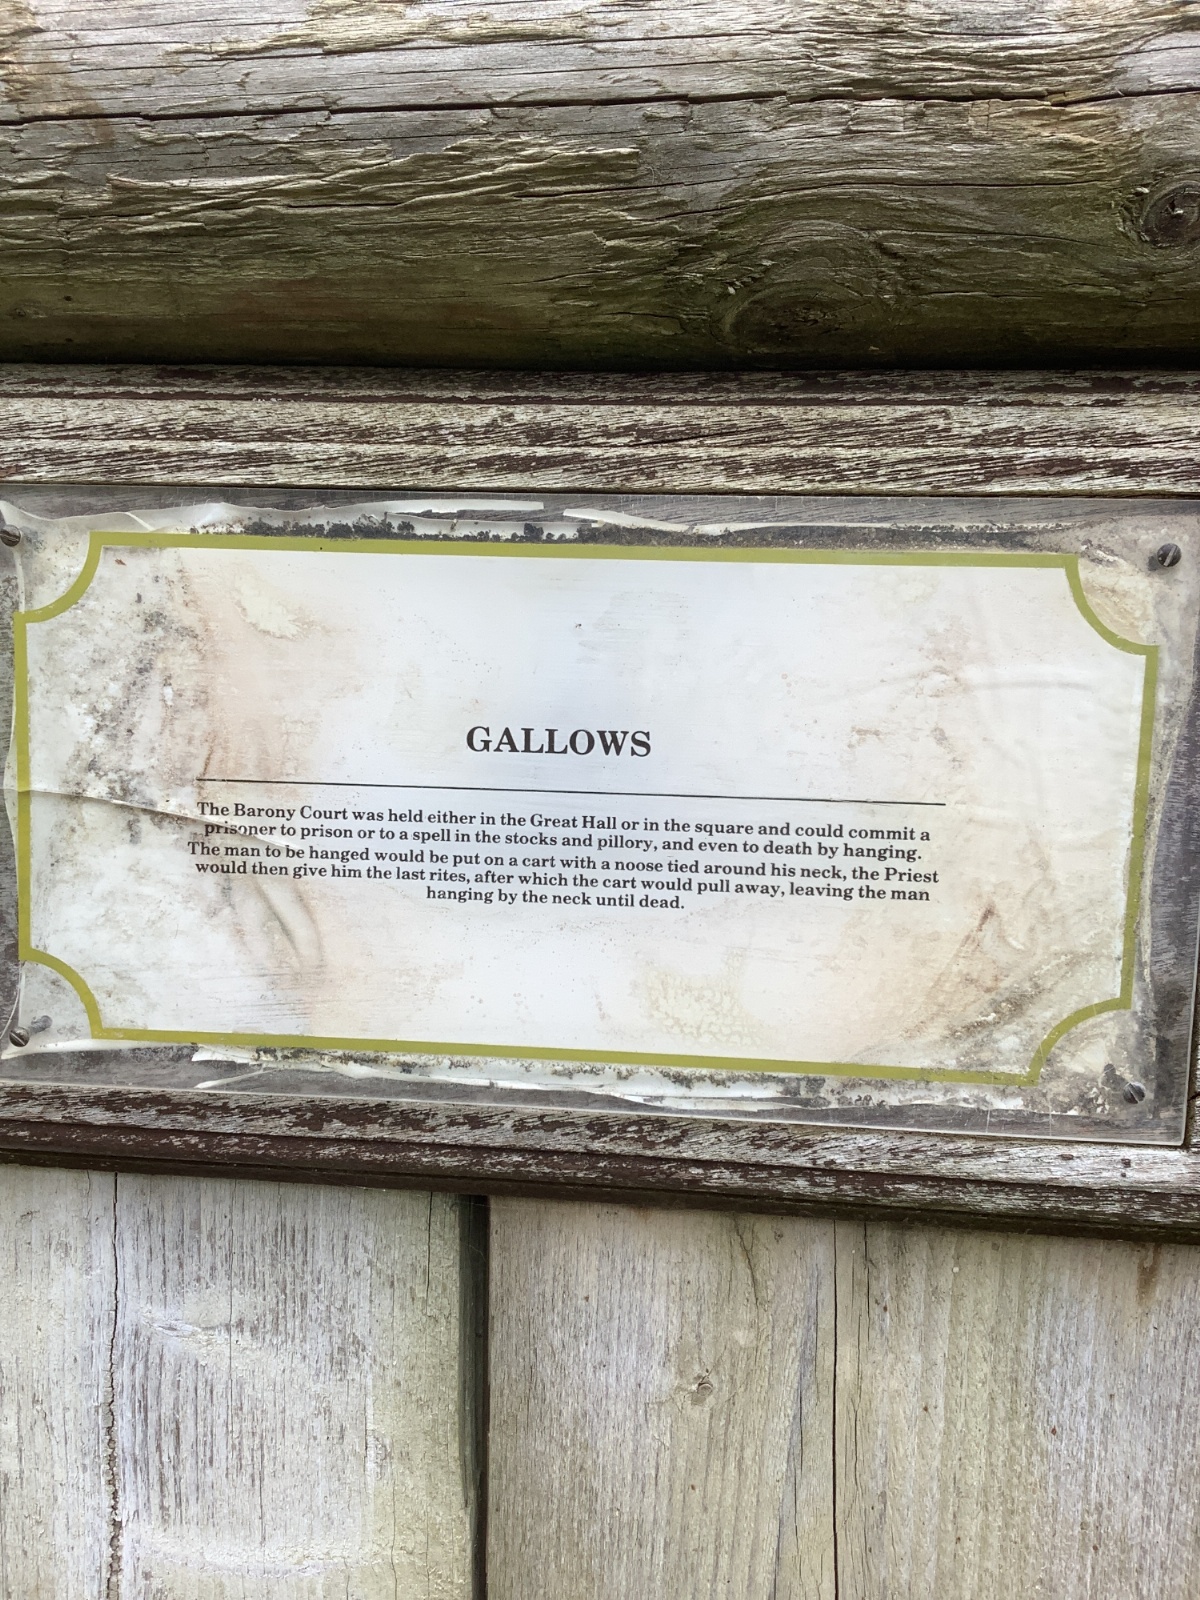 GALLOWS
The Barony Court was held either in the Great Hall or in the square and could commit a
prisoner to prison or to a spell in the stocks and pillory, and even to death by hanging.
The man to be hanged would be put on a cart with a noose tied around his neck, the Priest
would then give him the last rites, after which the cart would pull away, leaving the man
hanging by the neck until dead.